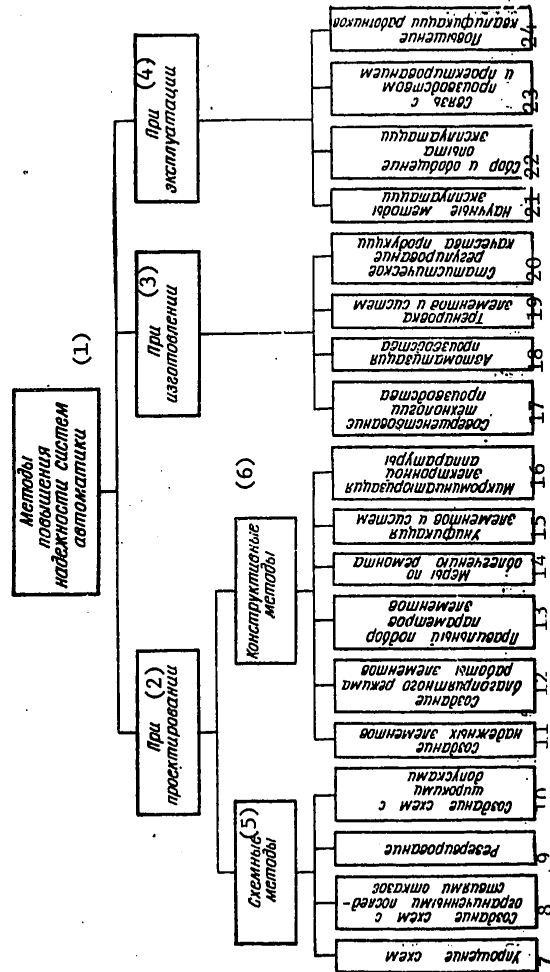 Методы
повышения
надежности систем
автоматики
(1)
При (2)
проектировании
При (3)
изготовлении
При (4)
эксплуатации
Схемные (5)
методы
Конструктивные
методы
(6)
Упрощение схем
7
Создание схем с
ограниченными послед-
ствиями отказов
8
Резервирование
9
Создание схем с
широкими
допусками
10
Создание
надежных элементов
11
Создание
благоприятного режима
работы элементов
12
Правильный подбор
параметров
элементов
13
Меры по
облегчению ремонта
14
Унификация
элементов и систем
15
Микроминиатюризация
электронной
аппаратуры
16
Совершенствование
технологии
производства
17
Автоматизация
производства
18
Тренировка
элементов и систем
19
Статистическое
регулирование
качества продукции
20
Научные методы
эксплуатации
21
Сбор и обобщение
опыта
эксплуатации
22
Связь с
производством
и проектированием
23
Повышение
квалификации работников
24